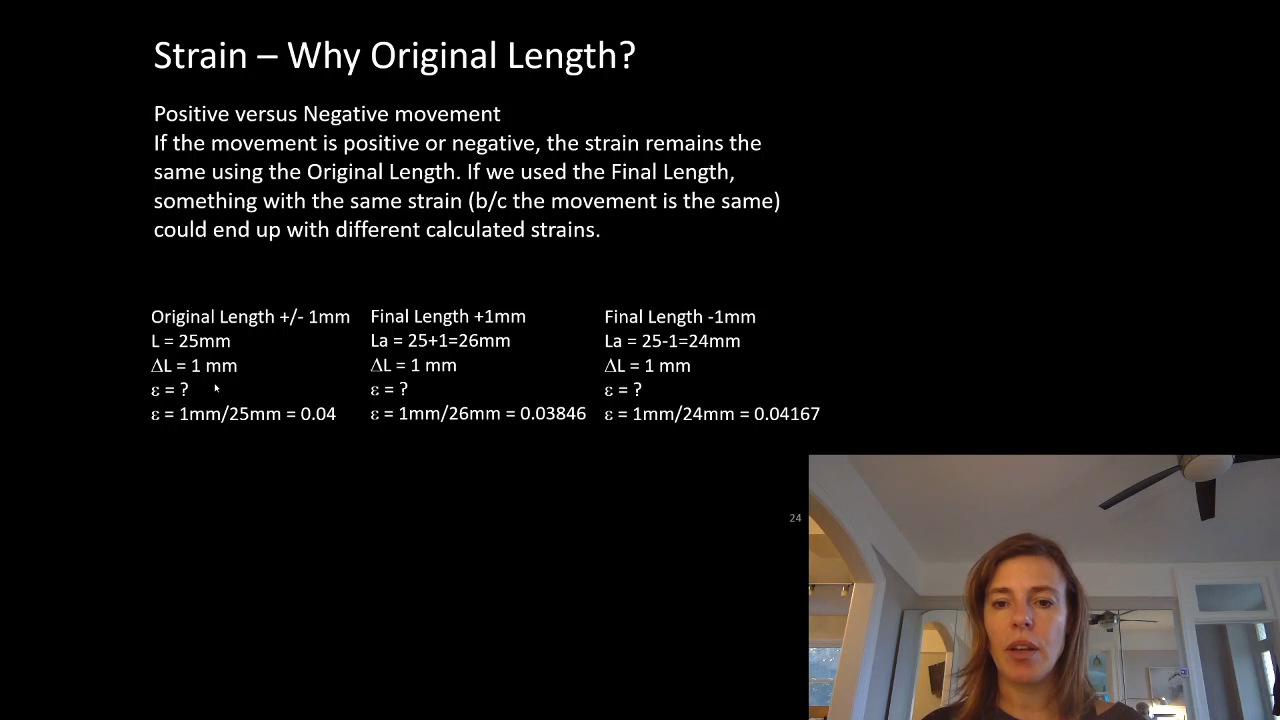 Strain – Why Original Length?
Positive versus Negative movement
If the movement is positive or negative, the strain remains the
same using the Original Length. If we used the Final Length,
something with the same strain (b/c the movement is the same)
could end up with different calculated strains.
Original Length +/- 1mm
L = 25mm
ΔL = 1 mm
ε = ?
ε = 1mm/25mm = 0.04
Final Length +1mm
La = 25+1=26mm
ΔL = 1 mm
ε = ?
ε = 1mm/26mm = 0.03846
Final Length -1mm
La = 25-1=24mm
ΔL = 1 mm
ε = ?
ε = 1mm/24mm = 0.04167
24